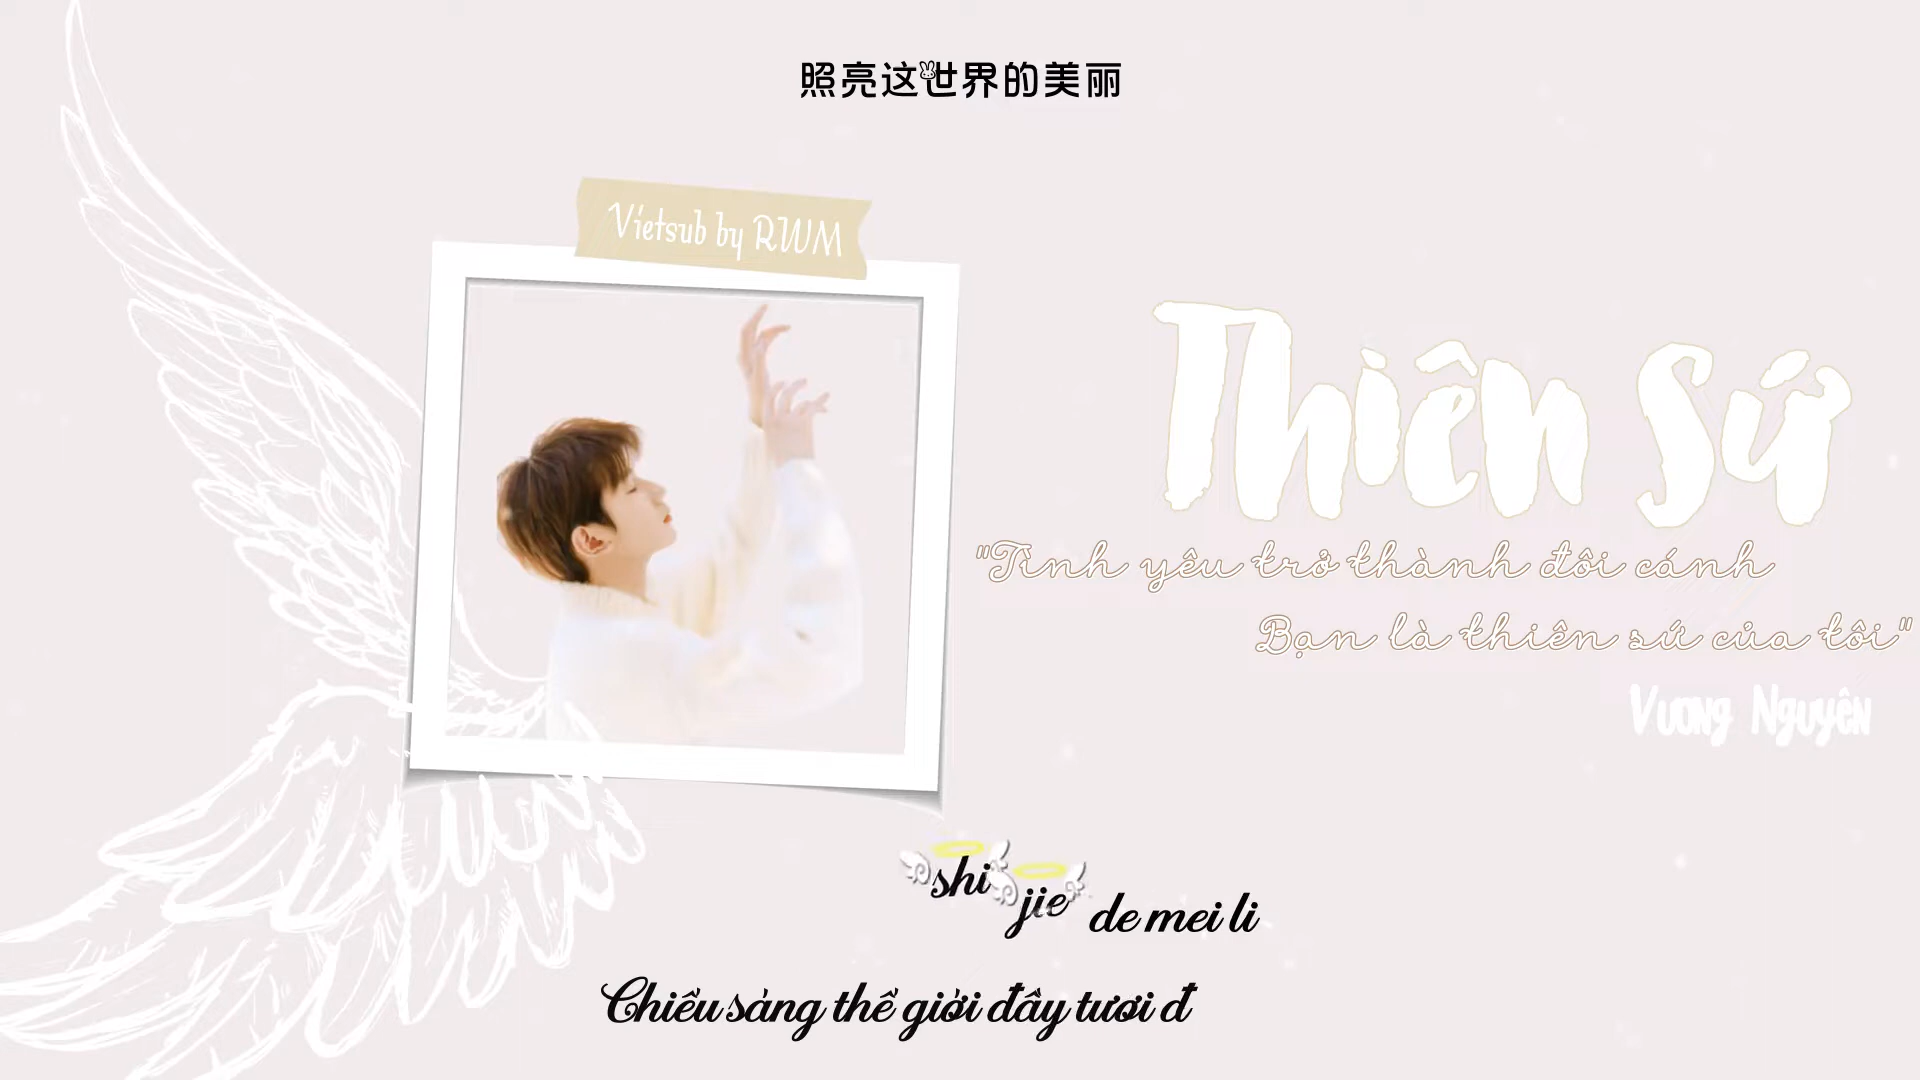 照亮这世界的美丽
Vietsub by RWM
Thiên Sứ
"Tình yêu trở thành đôi cánh
Bạn là thiên sứ của tôi"
Vương Nguyên
shi jie de mei li
Chiếu sáng thế giới đầy tươi đ